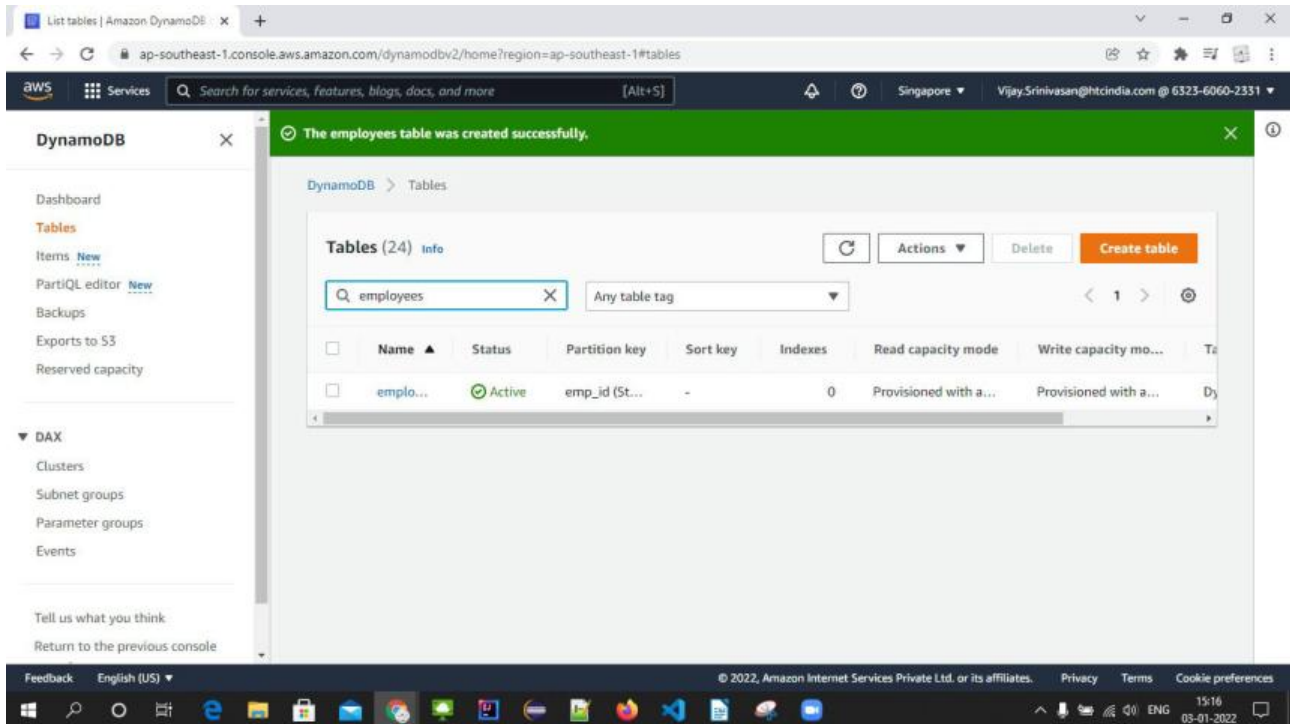 List tables | Amazon DynamoDB
ap-southeast-1.console.aws.amazon.com/dynamodbv2/home?region=ap-southeast-1#tables
aws Services Search for services, features, blogs, docs, and more [Alt+S] Singapore ▼ Vijay.Srinivasan@htcindia.com @ 6323-6060-2331 ▼
DynamoDB
The employees table was created successfully.
DynamoDB > Tables
Dashboard
Tables
Items New
PartiQL editor New
Backups
Exports to S3
Reserved capacity
▼ DAX
Clusters
Subnet groups
Parameter groups
Events
Tell us what you think
Return to the previous console
Tables (24) Info
Actions ▼ Delete Create table
employees Any table tag ▼ < 1 >
Name ▲ Status Partition key Sort key Indexes Read capacity mode Write capacity mo... Ta
emplo... Active emp_id (St... - 0 Provisioned with a... Provisioned with a... Dy
Feedback English (US) ▼ © 2022, Amazon Internet Services Private Ltd. or its affiliates. Privacy Terms Cookie preferences
ENG 15:16
03-01-2022